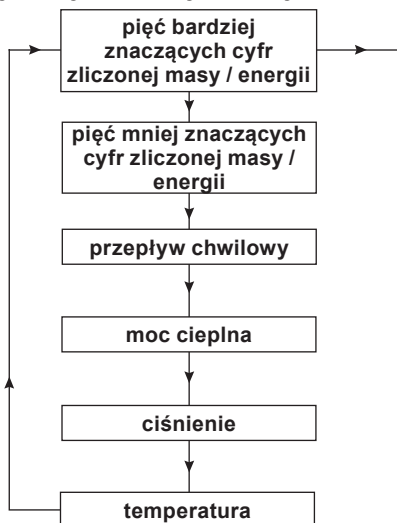 pięć bardziej
znaczących cyfr
zliczonej masy / energii
pięć mniej znaczących
cyfr zliczonej masy /
energii
przepływ chwilowy
moc cieplna
ciśnienie
temperatura